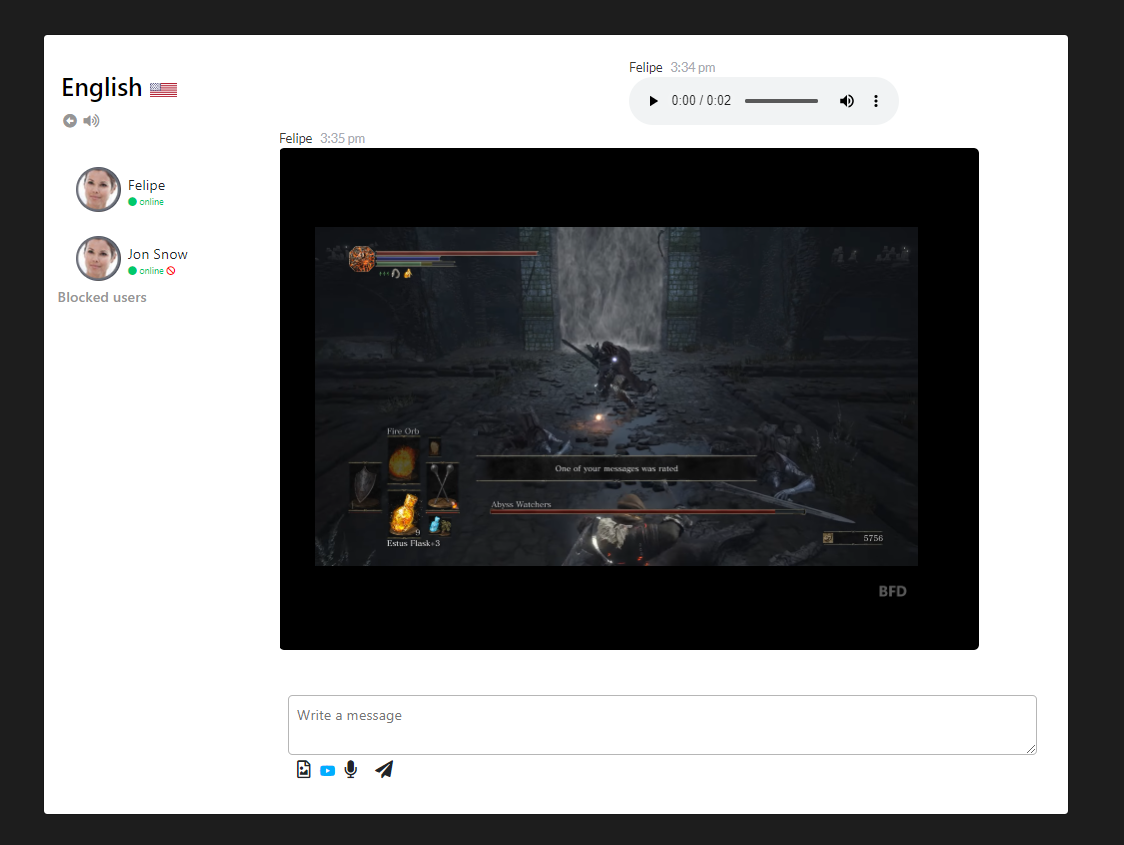 English
Felipe
online
Jon Snow
online
Blocked users
Felipe 3:34 pm
0:00 / 0:02
Felipe 3:35 pm
Fire Orb
One of your messages was rated
Abyss Watchers
9
Estus Flask+3
5756
BFD
Write a message